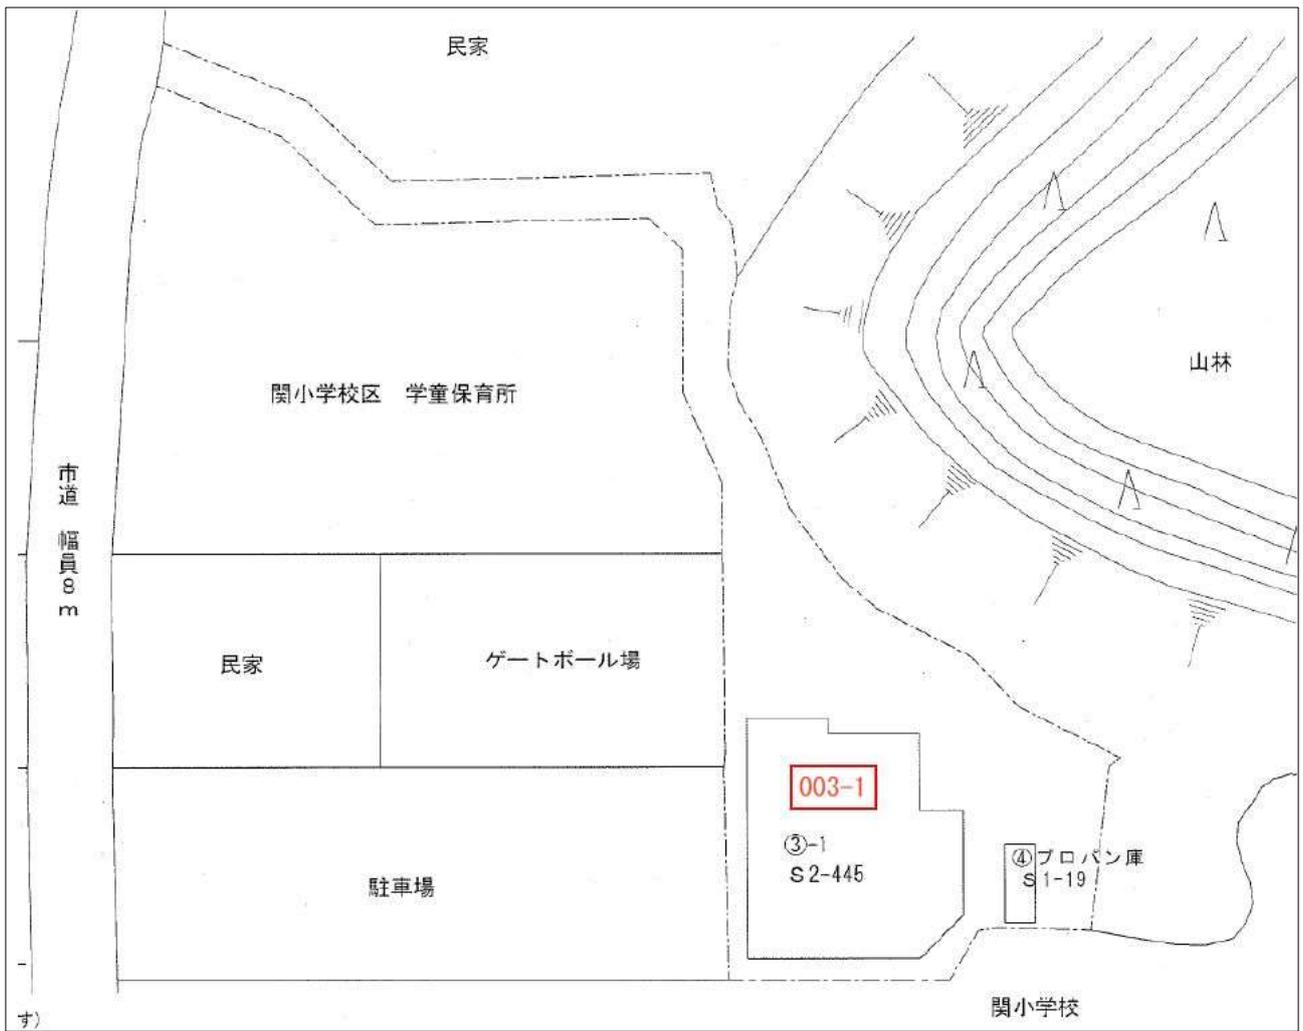 民家
山林
関小学校区　学童保育所
市道　幅員8m
民家
ゲートボール場
003-1
③-1
S2-445
④プロパン庫
S1-19
駐車場
関小学校
す)